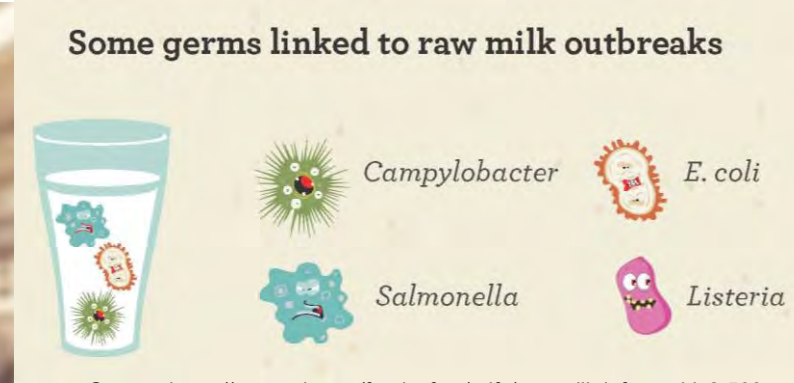 Some germs linked to raw milk outbreaks
Campylobacter
E. coli
Salmonella
Listeria